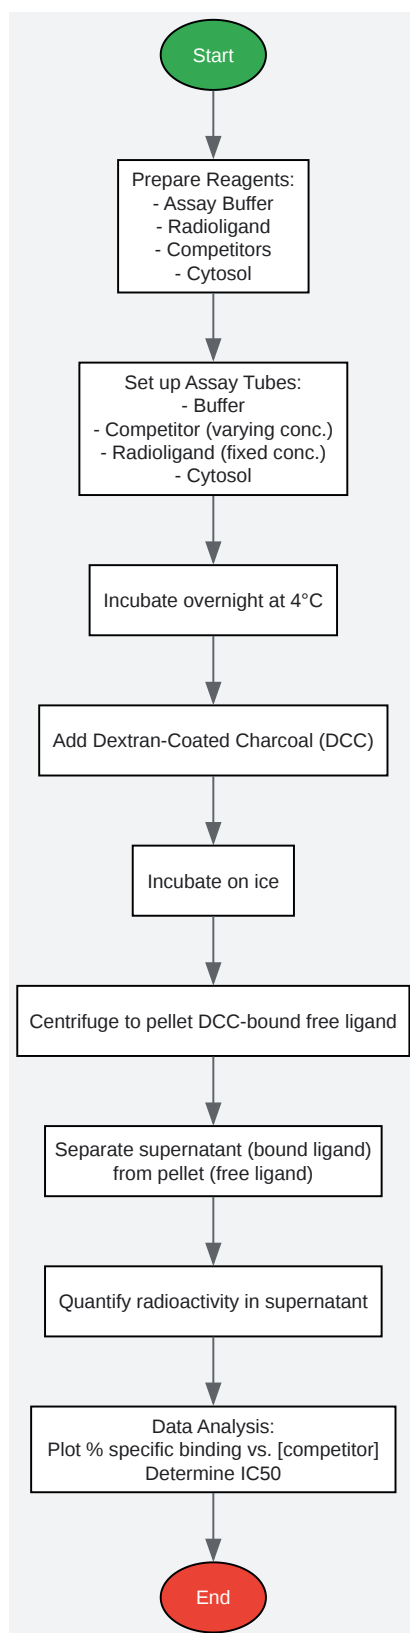 Start
Prepare Reagents:
- Assay Buffer
- Radioligand
- Competitors
- Cytosol
Set up Assay Tubes:
- Buffer
- Competitor (varying conc.)
- Radioligand (fixed conc.)
- Cytosol
Incubate overnight at 4°C
Add Dextran-Coated Charcoal (DCC)
Incubate on ice
Centrifuge to pellet DCC-bound free ligand
Separate supernatant (bound ligand)
from pellet (free ligand)
Quantify radioactivity in supernatant
Data Analysis:
Plot % specific binding vs. [competitor]
Determine IC50
End